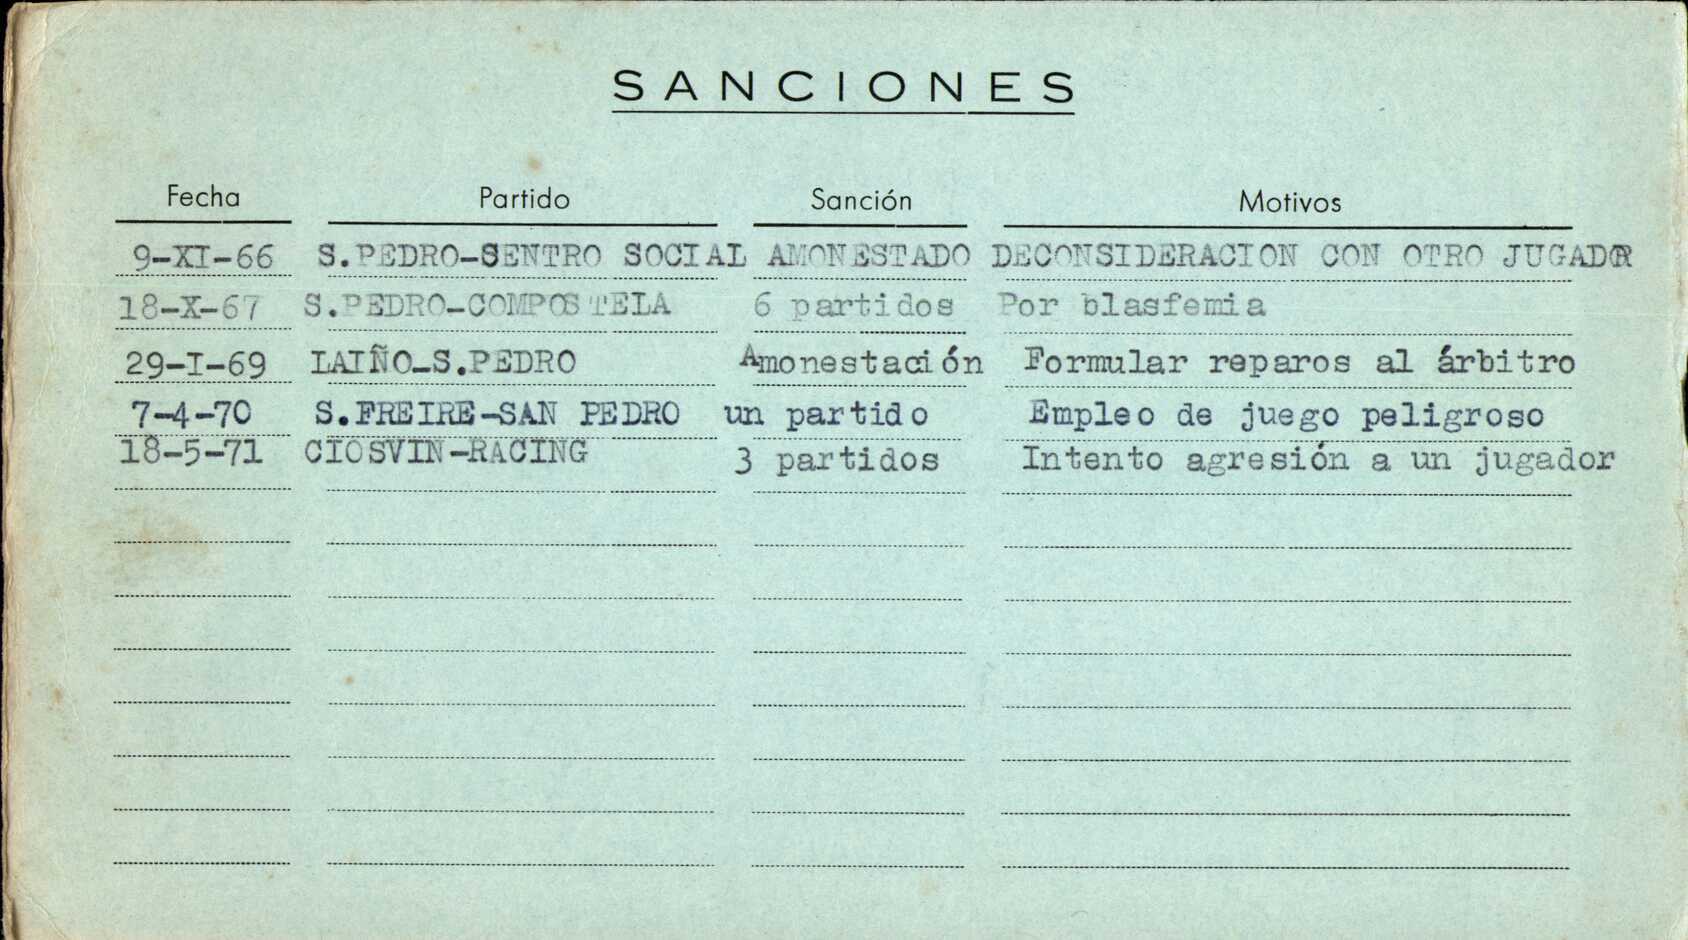 SANCIONES
Fecha Partido Sanción Motivos
9-XI-66 S.PEDRO-SENTRO SOCIAL AMONESTADO DECONSIDERACION CON OTRO JUGADOR
18-X-67 S.PEDRO-COMPOSTELA 6 partidos Por blasfemia
29-I-69 LAIÑO-S.PEDRO Amonestación Formular reparos al árbitro
7-4-70 S.FREIRE-SAN PEDRO un partido Empleo de juego peligroso
18-5-71 CIOSVIN-RACING 3 partidos Intento agresión a un jugador